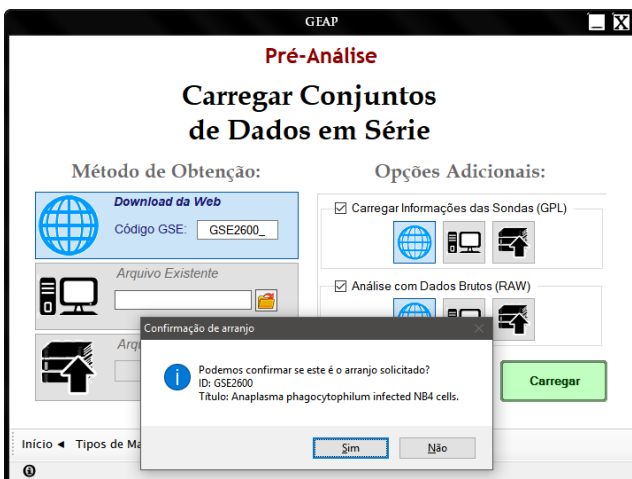 GEAP
Pré-Análise
Carregar Conjuntos
de Dados em Série
Método de Obtenção:
Opções Adicionais:
Download da Web
Código GSE: GSE2600_
Carregar Informações das Sondas (GPL)
Arquivo Existente
Análise com Dados Brutos (RAW)
Confirmação de arranjo
Podemos confirmar se este é o arranjo solicitado?
ID: GSE2600
Título: Anaplasma phagocytophilum infected NB4 cells.
Sim
Não
Carregar
Início ◄ Tipos de